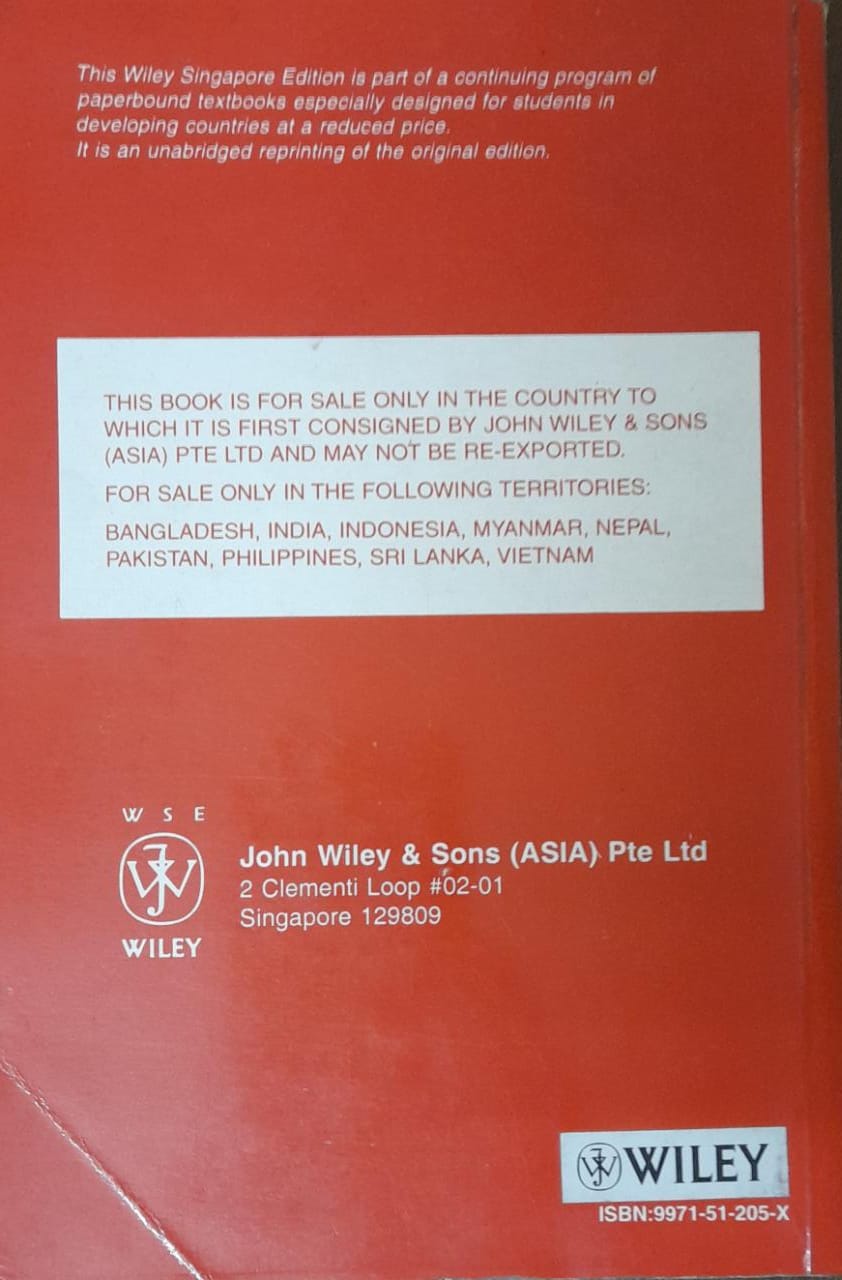 This Wiley Singapore Edition is part of a continuing program of
paperbound textbooks especially designed for students in
developing countries at a reduced price.
It is an unabridged reprinting of the original edition.
THIS BOOK IS FOR SALE ONLY IN THE COUNTRY TO
WHICH IT IS FIRST CONSIGNED BY JOHN WILEY & SONS
(ASIA) PTE LTD AND MAY NOT BE RE-EXPORTED.
FOR SALE ONLY IN THE FOLLOWING TERRITORIES:
BANGLADESH, INDIA, INDONESIA, MYANMAR, NEPAL,
PAKISTAN, PHILIPPINES, SRI LANKA, VIETNAM
W S E
JW
WILEY
John Wiley & Sons (ASIA) Pte Ltd
2 Clementi Loop #02-01
Singapore 129809
JW WILEY
ISBN:9971-51-205-X